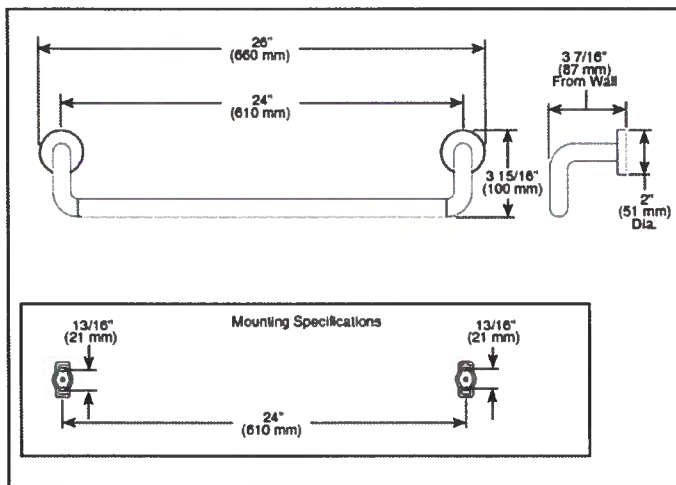 26"
(660 mm)
24"
(610 mm)
3 7/16"
(87 mm)
From Wall
3 15/16"
(100 mm)
2"
(51 mm)
Dia.
Mounting Specifications
13/16"
(21 mm)
13/16"
(21 mm)
24"
(610 mm)